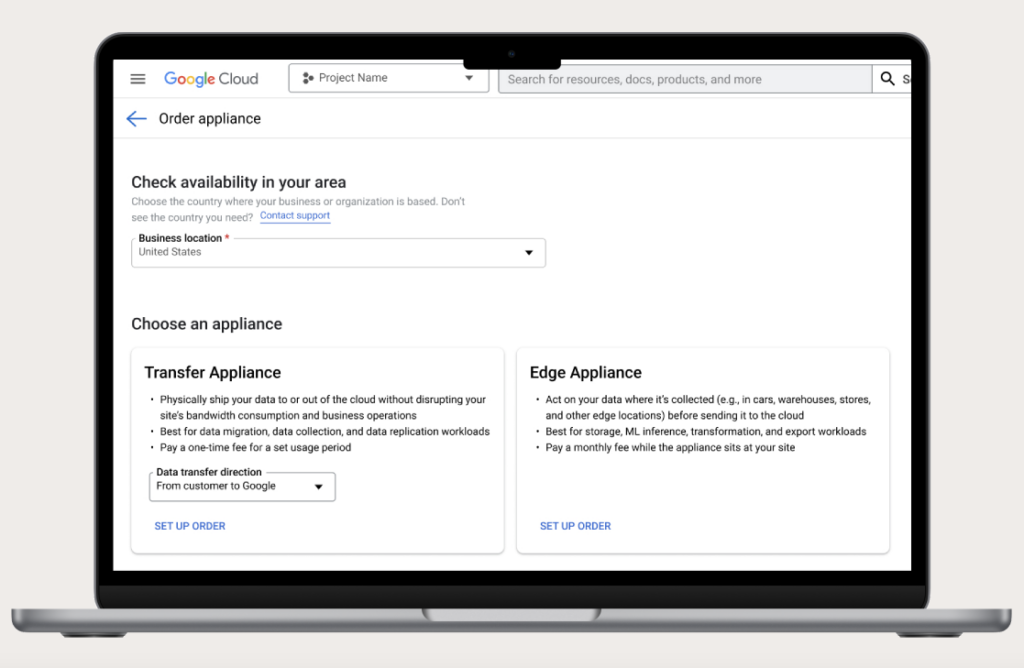 Google Cloud
Project Name
Search for resources, docs, products, and more
Order appliance
Check availability in your area
Choose the country where your business or organization is based. Don't
see the country you need? Contact support
Business location *
United States
Choose an appliance
Transfer Appliance
• Physically ship your data to or out of the cloud without disrupting your
site's bandwidth consumption and business operations
• Best for data migration, data collection, and data replication workloads
• Pay a one-time fee for a set usage period
Data transfer direction
From customer to Google
SET UP ORDER
Edge Appliance
• Act on your data where it's collected (e.g., in cars, warehouses, stores,
and other edge locations) before sending it to the cloud
• Best for storage, ML inference, transformation, and export workloads
• Pay a monthly fee while the appliance sits at your site
SET UP ORDER